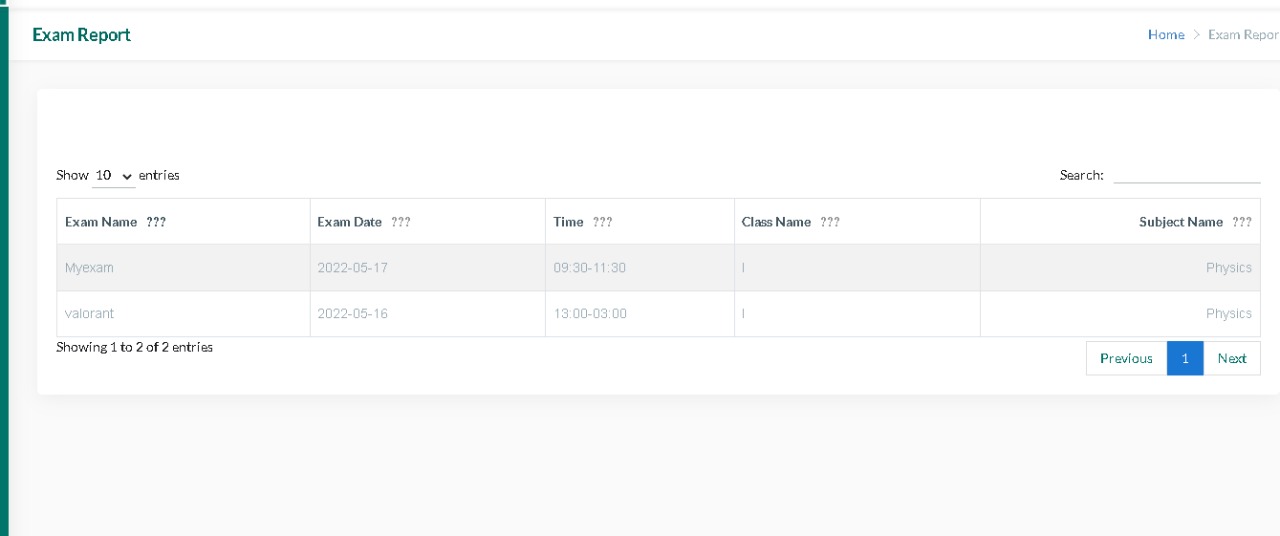 Exam Report
Home > Exam Repor
Show 10 entries
Search:
Exam Name ??? Exam Date ??? Time ??? Class Name ??? Subject Name ???
Myexam 2022-05-17 09:30-11:30 I Physics
valorant 2022-05-16 13:00-03:00 I Physics
Showing 1 to 2 of 2 entries
Previous 1 Next